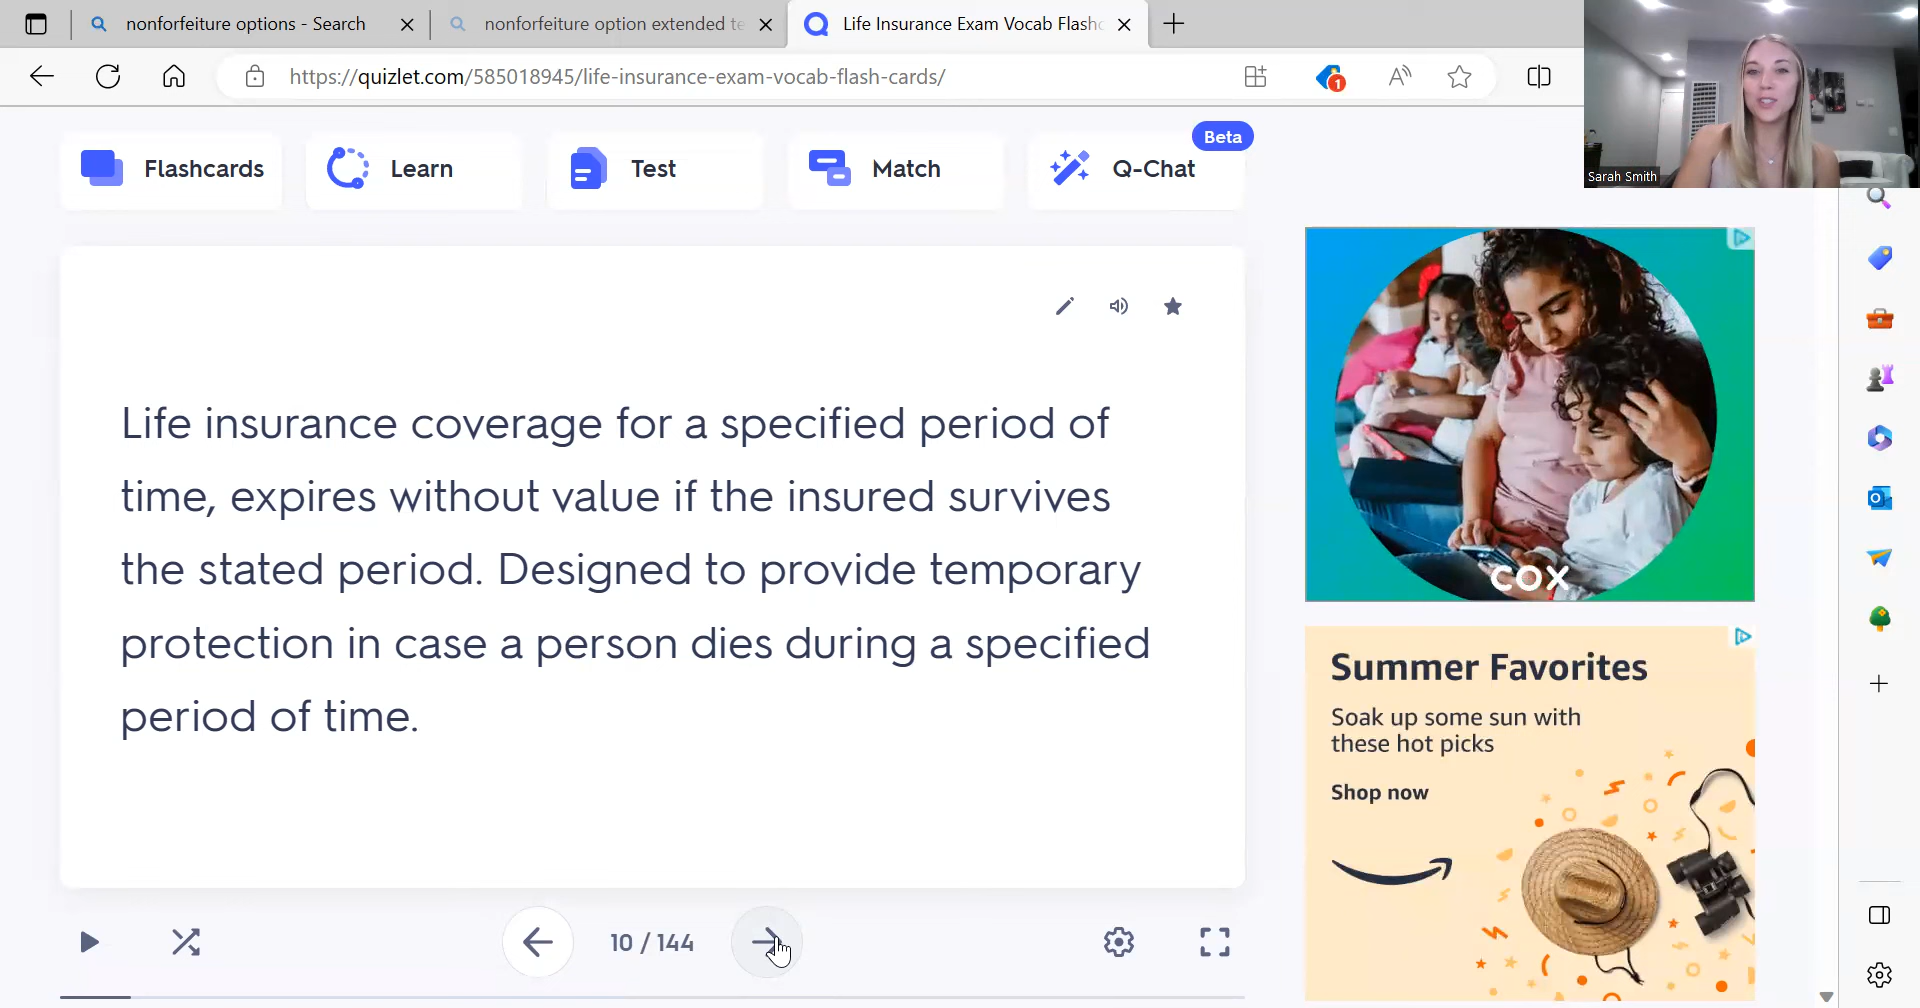 nonforfeiture options - Search
nonforfeiture option extended te
Life Insurance Exam Vocab Flashc
https://quizlet.com/585018945/life-insurance-exam-vocab-flash-cards/
1
Sarah Smith
Flashcards
Learn
Test
Match
Q-Chat
Beta
Life insurance coverage for a specified period of
time, expires without value if the insured survives
the stated period. Designed to provide temporary
protection in case a person dies during a specified
period of time.
10 / 144
COX
Summer Favorites
Soak up some sun with
these hot picks
Shop now